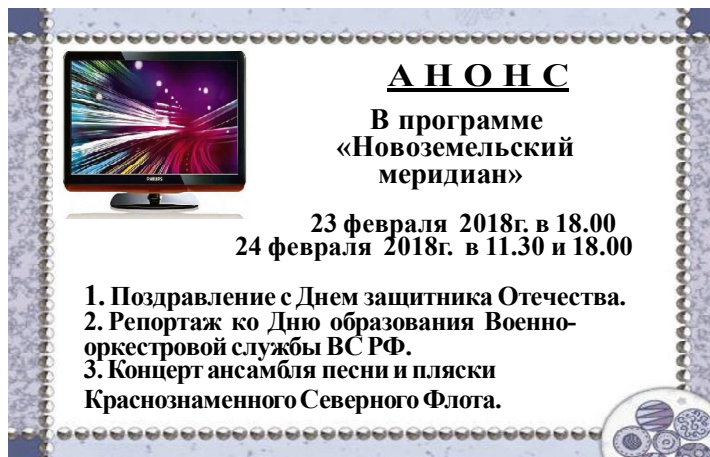 А Н О Н С
В программе
«Новоземельский
меридиан»
PHILIPS
23 февраля 2018г. в 18.00
24 февраля 2018г. в 11.30 и 18.00
1. Поздравление с Днем защитника Отечества.
2. Репортаж ко Дню образования Военно-
оркестровой службы ВС РФ.
3. Концерт ансамбля песни и пляски
Краснознаменного Северного Флота.